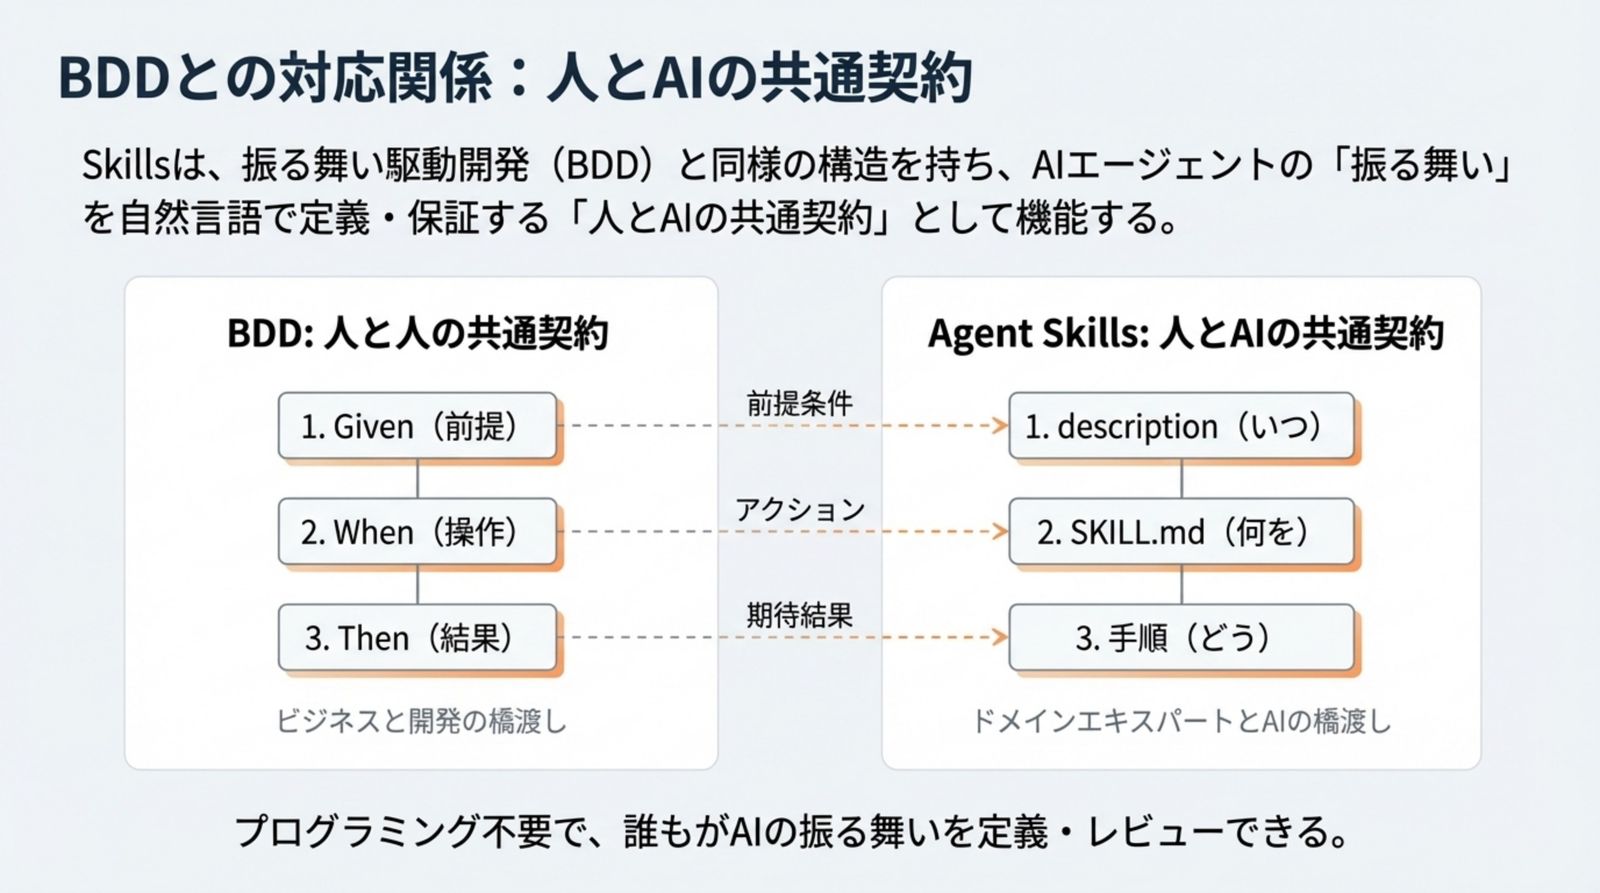 BDDとの対応関係：人とAIの共通契約
Skillsは、振る舞い駆動開発（BDD）と同様の構造を持ち、AIエージェントの「振る舞い」
を自然言語で定義・保証する「人とAIの共通契約」として機能する。
BDD: 人と人の共通契約
1. Given（前提）
2. When（操作）
3. Then（結果）
ビジネスと開発の橋渡し
前提条件
アクション
期待結果
Agent Skills: 人とAIの共通契約
1. description（いつ）
2. SKILL.md（何を）
3. 手順（どう）
ドメインエキスパートとAIの橋渡し
プログラミング不要で、誰もがAIの振る舞いを定義・レビューできる。